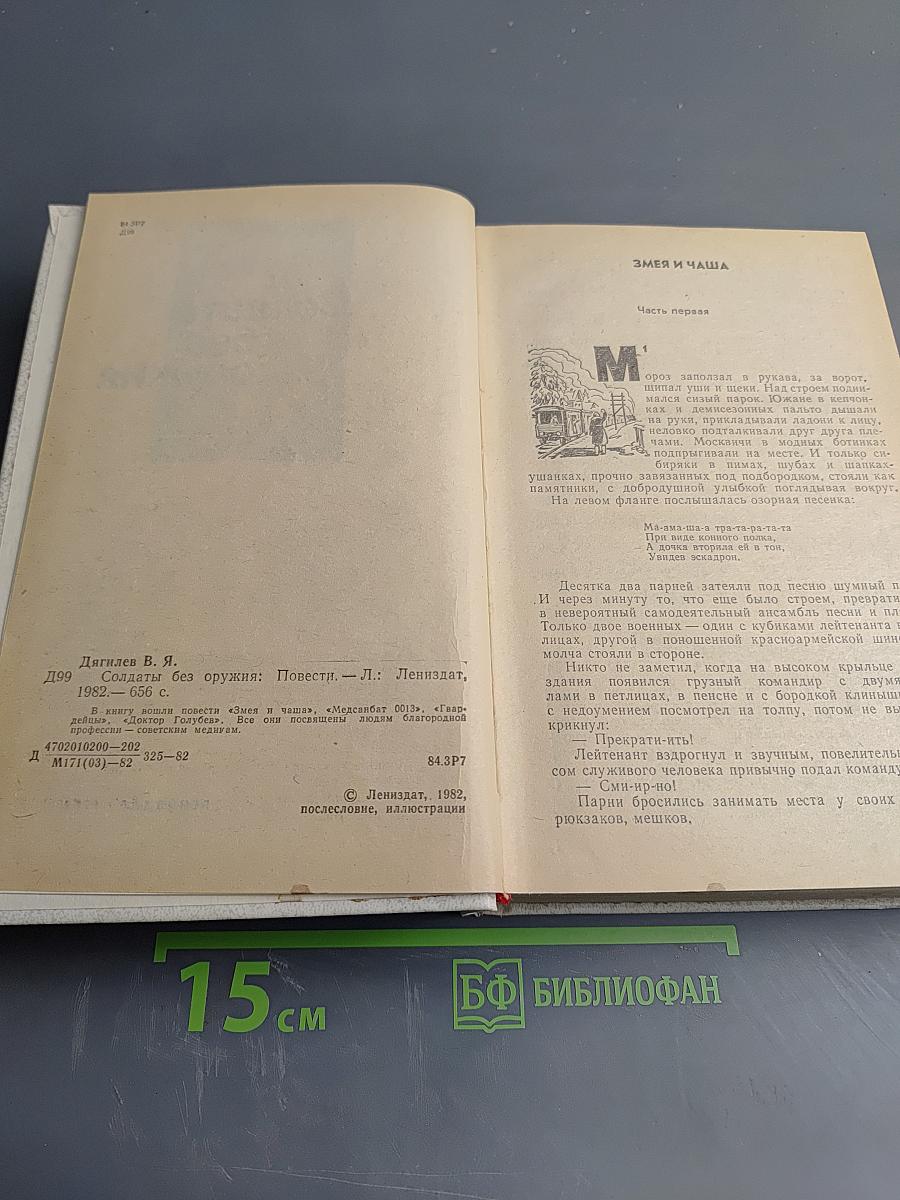 84.3Р7
Д99
Дягилев В. Я.
Д99 Солдаты без оружия: Повести. — Л.: Лениздат,
1982.— 656 с.
В книгу вошли повести «Змея и чаша», «Медсанбат 0013», «Гвар-
дейцы», «Доктор Голубев». Все они посвящены людям благородной
профессии — советским медикам.
Д 4702010200—202
М171(03)—82 325—82
84.3Р7
© Лениздат, 1982,
послесловие, иллюстрации
ЗМЕЯ И ЧАША
Часть первая
1
Мороз заползал в рукава, за ворот,
щипал уши и щеки. Над строем подни-
мался сизый парок. Южане в кепчон-
ках и демисезонных пальто дышали
на руки, прикладывали ладони к лицу,
неловко подталкивали друг друга пле-
чами. Москвичи в модных ботинках
подпрыгивали на месте. И только си-
биряки в пимах, шубах и шапках-
ушанках, прочно завязанных под подбородком, стояли как
памятники, с добродушной улыбкой поглядывая вокруг.
На левом фланге послышалась озорная песенка:
Ма-ама-ша-а тра-та-ра-та-та
При виде конного полка,
А дочка вторила ей в тон,
Увидев эскадрон.
Десятка два парней затеяли под песню шумный п
И через минуту то, что еще было строем, преврати
в невероятный самодеятельный ансамбль песни и пл
Только двое военных — один с кубиками лейтенанта в
лицах, другой в поношенной красноармейской шин
молча стояли в стороне.
Никто не заметил, когда на высоком крыльце
здания появился грузный командир с двумя
лами в петлицах, в пенсне и с бородкой клиныш
с недоумением посмотрел на толпу, потом не вы
крикнул:
— Прекрати-ить!
Лейтенант вздрогнул и звучным, повелитель
сом служивого человека привычно подал команду
— Сми-ир-но!
Парни бросились занимать места у своих
рюкзаков, мешков.
15 см
БФ БИБЛИОФАН